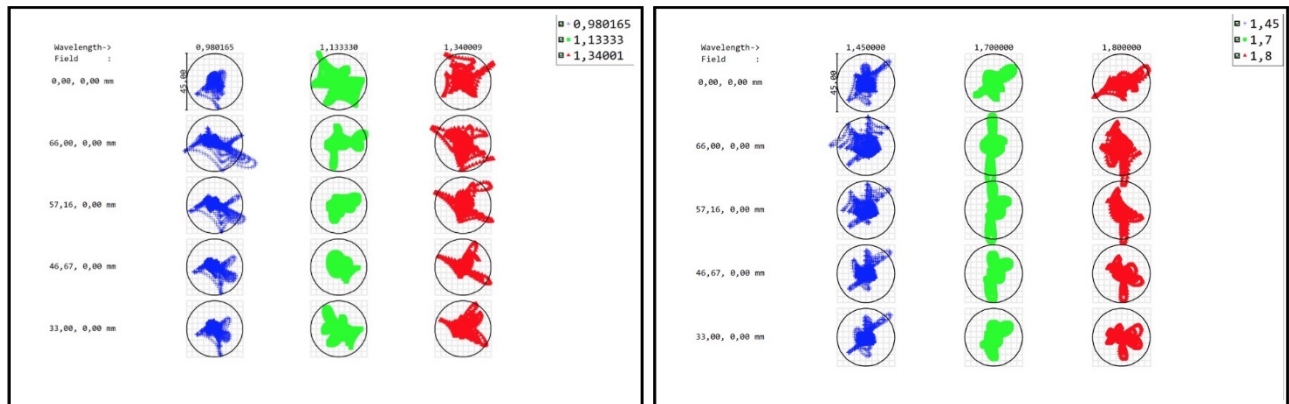 0,980165
1,13333
1,34001
Wavelength-> 0,980165 1,133330 1,340009
Field :
0,00, 0,00 mm
45.00
66,00, 0,00 mm
57,16, 0,00 mm
46,67, 0,00 mm
33,00, 0,00 mm
1,45
1,7
1,8
Wavelength-> 1,450000 1,700000 1,800000
Field :
0,00, 0,00 mm
45.00
66,00, 0,00 mm
57,16, 0,00 mm
46,67, 0,00 mm
33,00, 0,00 mm